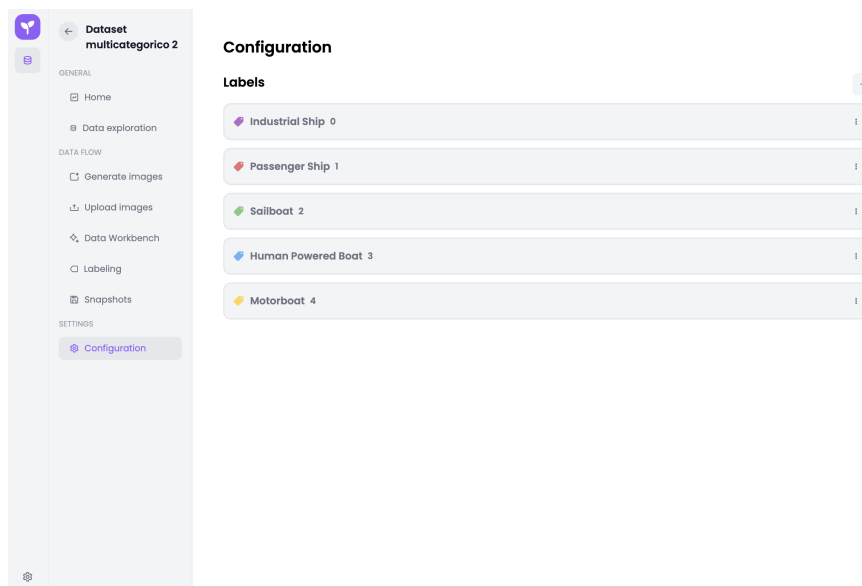 Dataset
multicategorico 2
GENERAL
Home
Data exploration
DATA FLOW
Generate images
Upload images
Data Workbench
Labeling
Snapshots
SETTINGS
Configuration
Configuration
Labels
Industrial Ship 0
Passenger Ship 1
Sailboat 2
Human Powered Boat 3
Motorboat 4